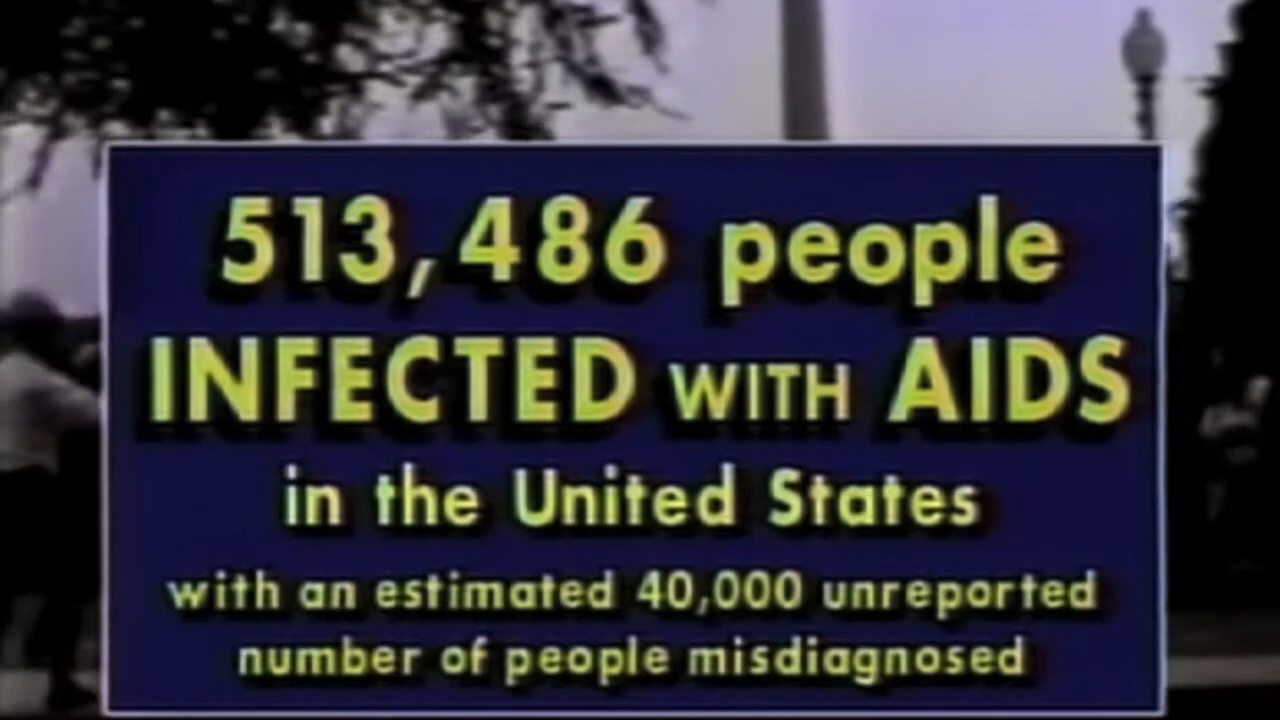 513,486 people
INFECTED WITH AIDS
in the United States
with an estimated 40,000 unreported
number of people misdiagnosed